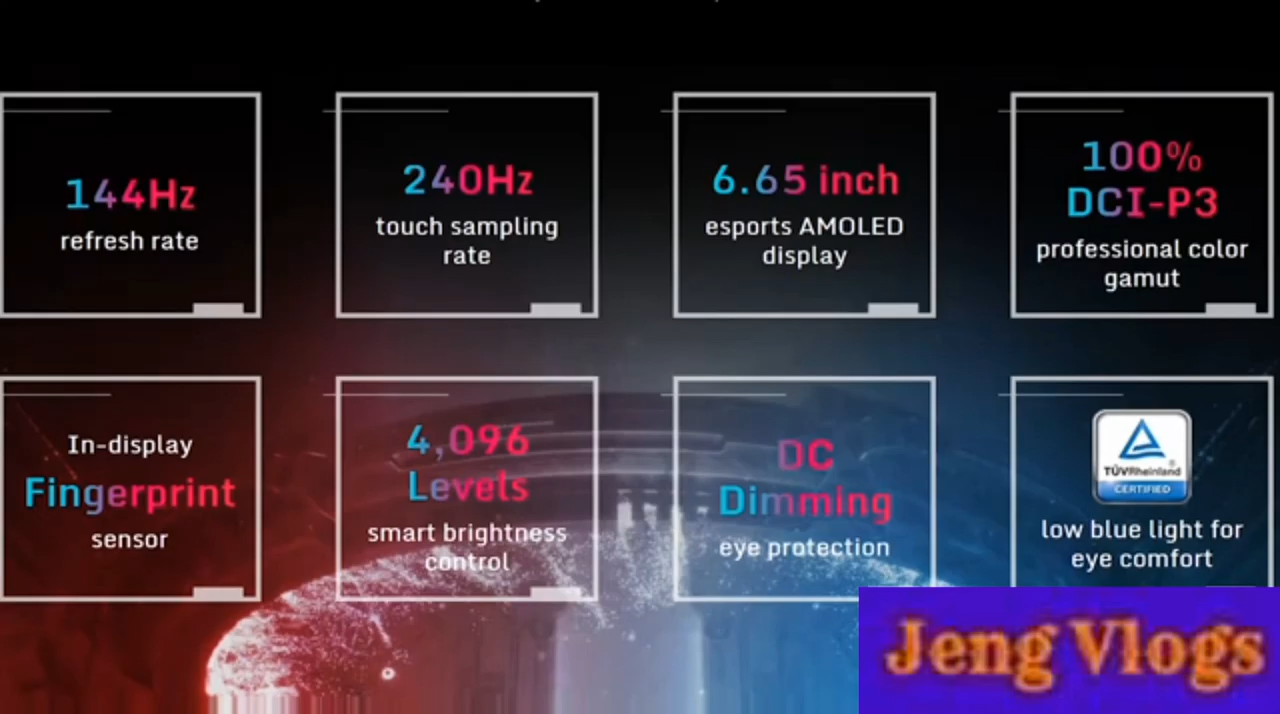 144Hz
refresh rate
240Hz
touch sampling
rate
6.65 inch
esports AMOLED
display
100%
DCI-P3
professional color
gamut
In-display
Fingerprint
sensor
4,096
Levels
smart brightness
control
DC
Dimming
eye protection
TÜVRheinland®
CERTIFIED
low blue light for
eye comfort
Jeng Vlogs